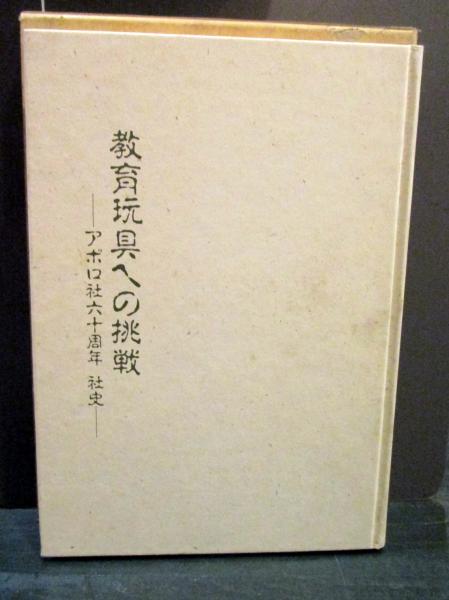 教育玩具への挑戦
―アポロ社六十周年 社史―